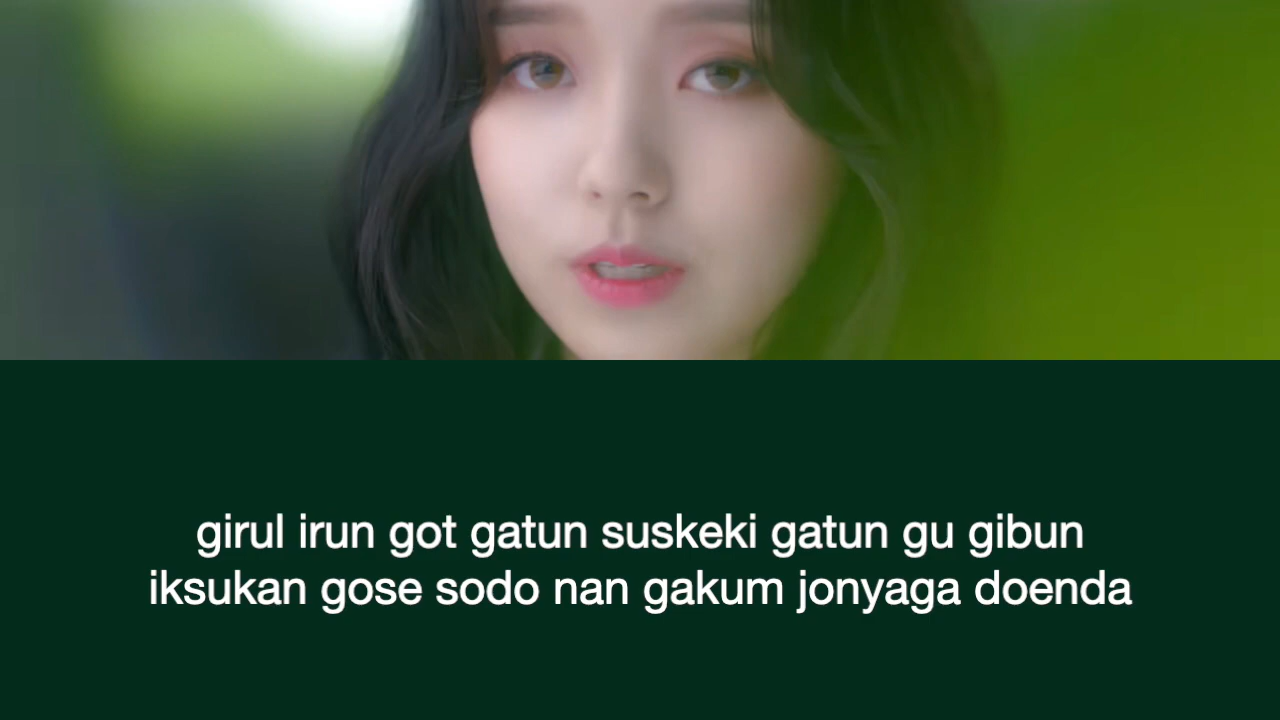 girul irun got gatun suskeki gatun gu gibun
iksukan gose sodo nan gakum jonyaga doenda